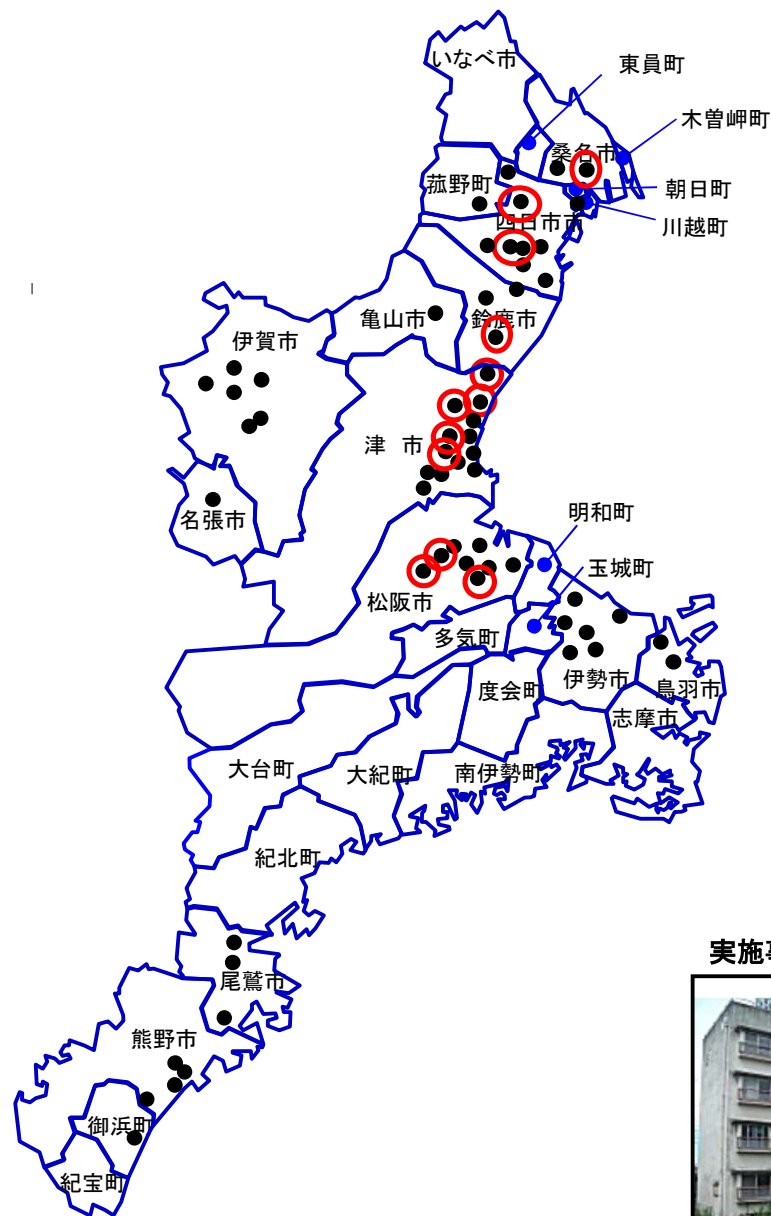 いなべ市
東員町
木曽岬町
桑名市
菰野町
朝日町
川越町
四日市市
伊賀市
亀山市
鈴鹿市
津 市
名張市
明和町
玉城町
松阪市
多気町
度会町
伊勢市
鳥羽市
志摩市
大台町
大紀町
南伊勢町
紀北町
尾鷲市
熊野市
御浜町
紀宝町
実施